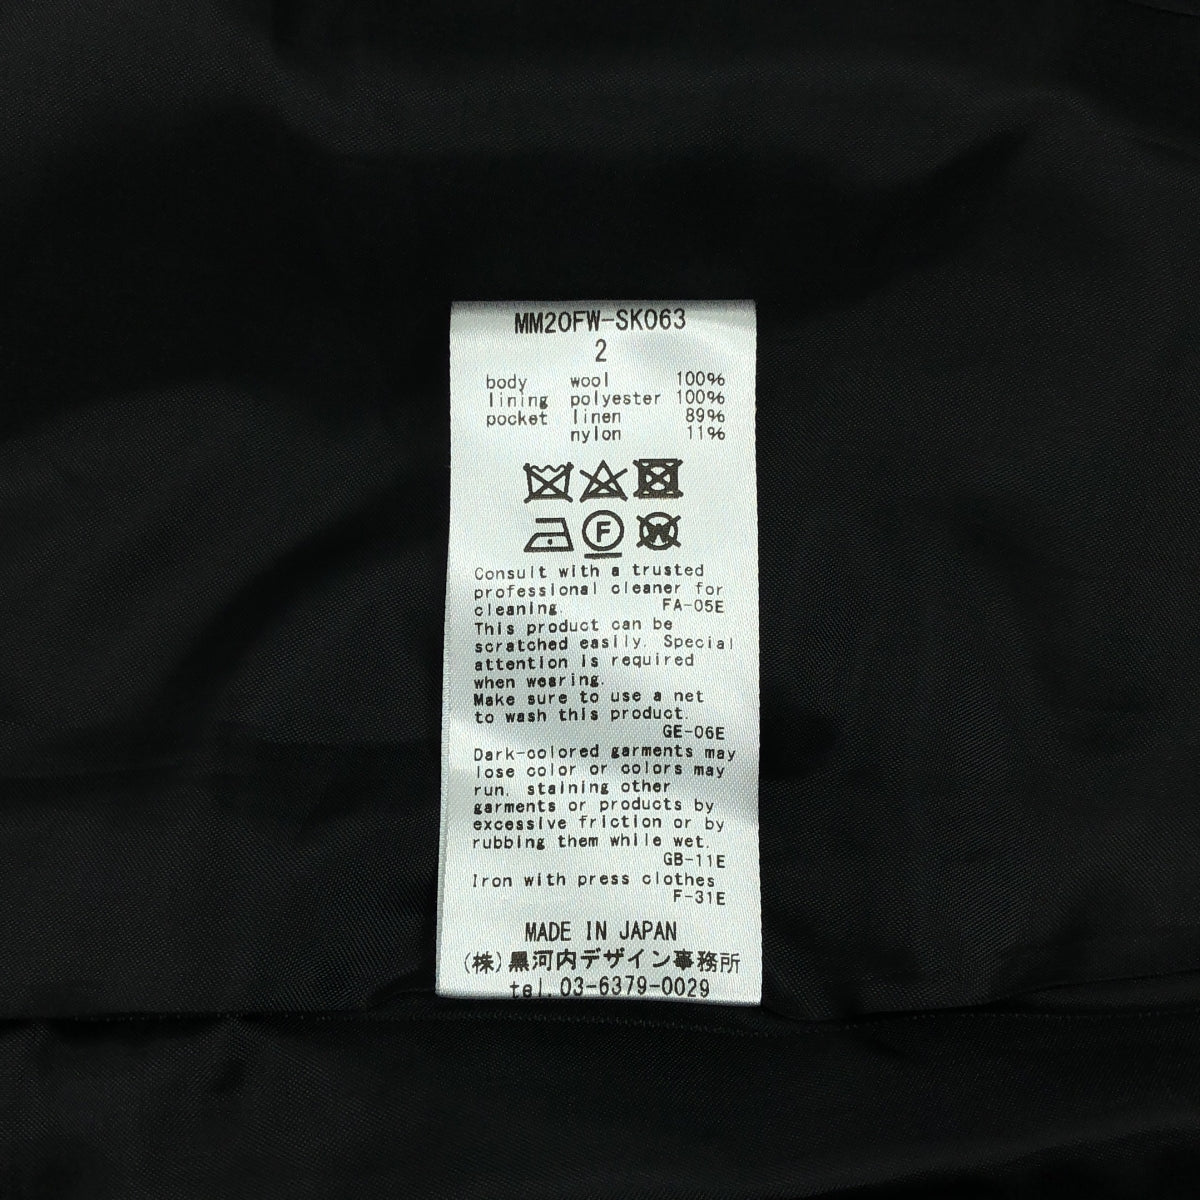 MM20FW-SK063
2
body wool 100%
lining polyester 100%
pocket linen 89%
nylon 11%
F
W
Consult with a trusted
professional cleaner for
cleaning. FA-05E
This product can be
scratched easily. Special
attention is required
when wearing.
Make sure to use a net
to wash this product.
GE-06E
Dark-colored garments may
lose color or colors may
run, staining other
garments or products by
excessive friction or by
rubbing them while wet.
GB-11E
Iron with press clothes
F-31E
MADE IN JAPAN
(株)黒河内デザイン事務所
tel.03-6379-0029